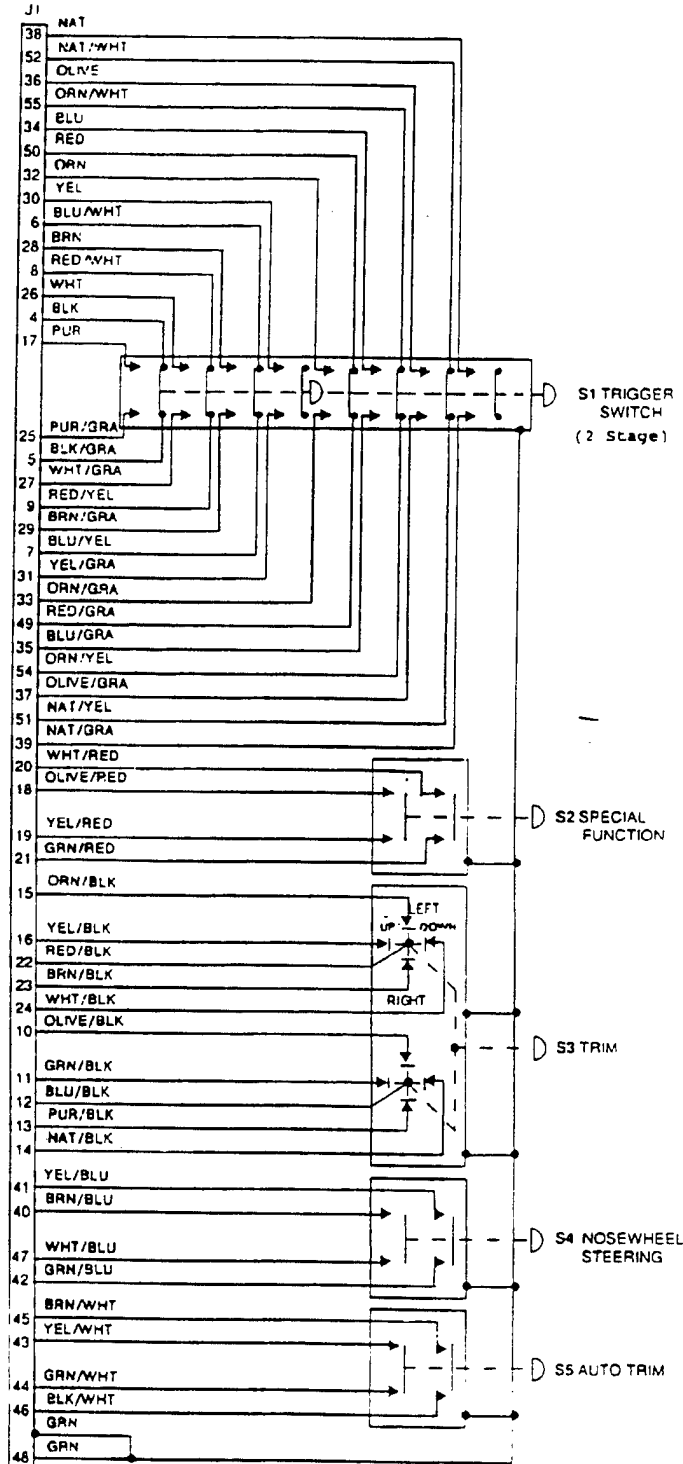 J1
38 NAT
52 NAT/WHT
36 OLIVE
55 ORN/WHT
34 BLU
50 RED
32 ORN
30 YEL
6 BLU/WHT
28 BRN
8 RED/WHT
26 WHT
4 BLK
17 PUR
S1 TRIGGER
SWITCH
(2 Stage)
25 PUR/GRA
5 BLK/GRA
27 WHT/GRA
9 RED/YEL
29 BRN/GRA
7 BLU/YEL
31 YEL/GRA
33 ORN/GRA
49 RED/GRA
35 BLU/GRA
54 ORN/YEL
37 OLIVE/GRA
51 NAT/YEL
39 NAT/GRA
20 WHT/RED
18 OLIVE/RED
19 YEL/RED
21 GRN/RED
S2 SPECIAL
FUNCTION
15 ORN/BLK
16 YEL/BLK
22 RED/BLK
23 BRN/BLK
24 WHT/BLK
LEFT
UP DOWN
RIGHT
10 OLIVE/BLK
11 GRN/BLK
12 BLU/BLK
13 PUR/BLK
14 NAT/BLK
S3 TRIM
41 YEL/BLU
40 BRN/BLU
47 WHT/BLU
42 GRN/BLU
S4 NOSEWHEEL
STEERING
45 BRN/WHT
43 YEL/WHT
44 GRN/WHT
46 BLK/WHT
S5 AUTO TRIM
GRN
48 GRN